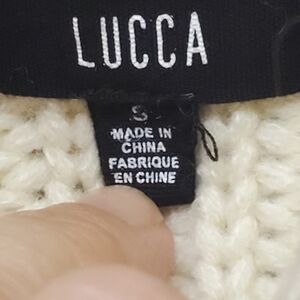 LUCCA
S
MADE IN
CHINA
FABRIQUE
EN CHINE